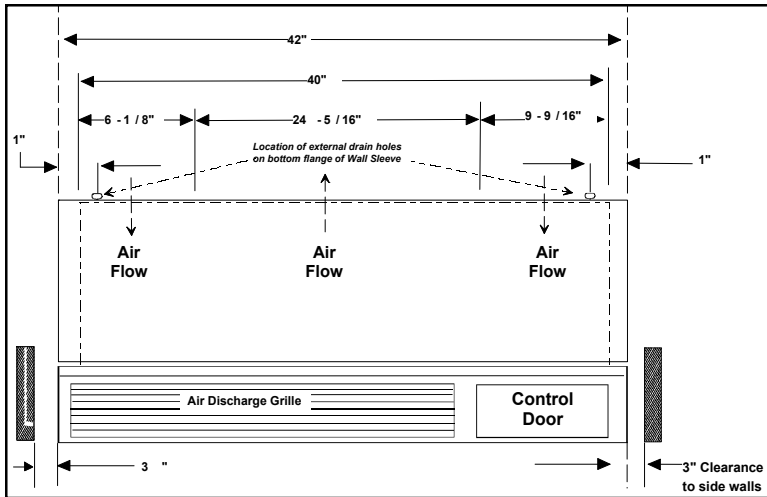 42"
40"
6 - 1 / 8"
24 - 5 / 16"
9 - 9 / 16"
1"
Location of external drain holes
on bottom flange of Wall Sleeve
1"
Air
Flow
Air
Flow
Air
Flow
Air Discharge Grille
Control
Door
3 "
3" Clearance
to side walls